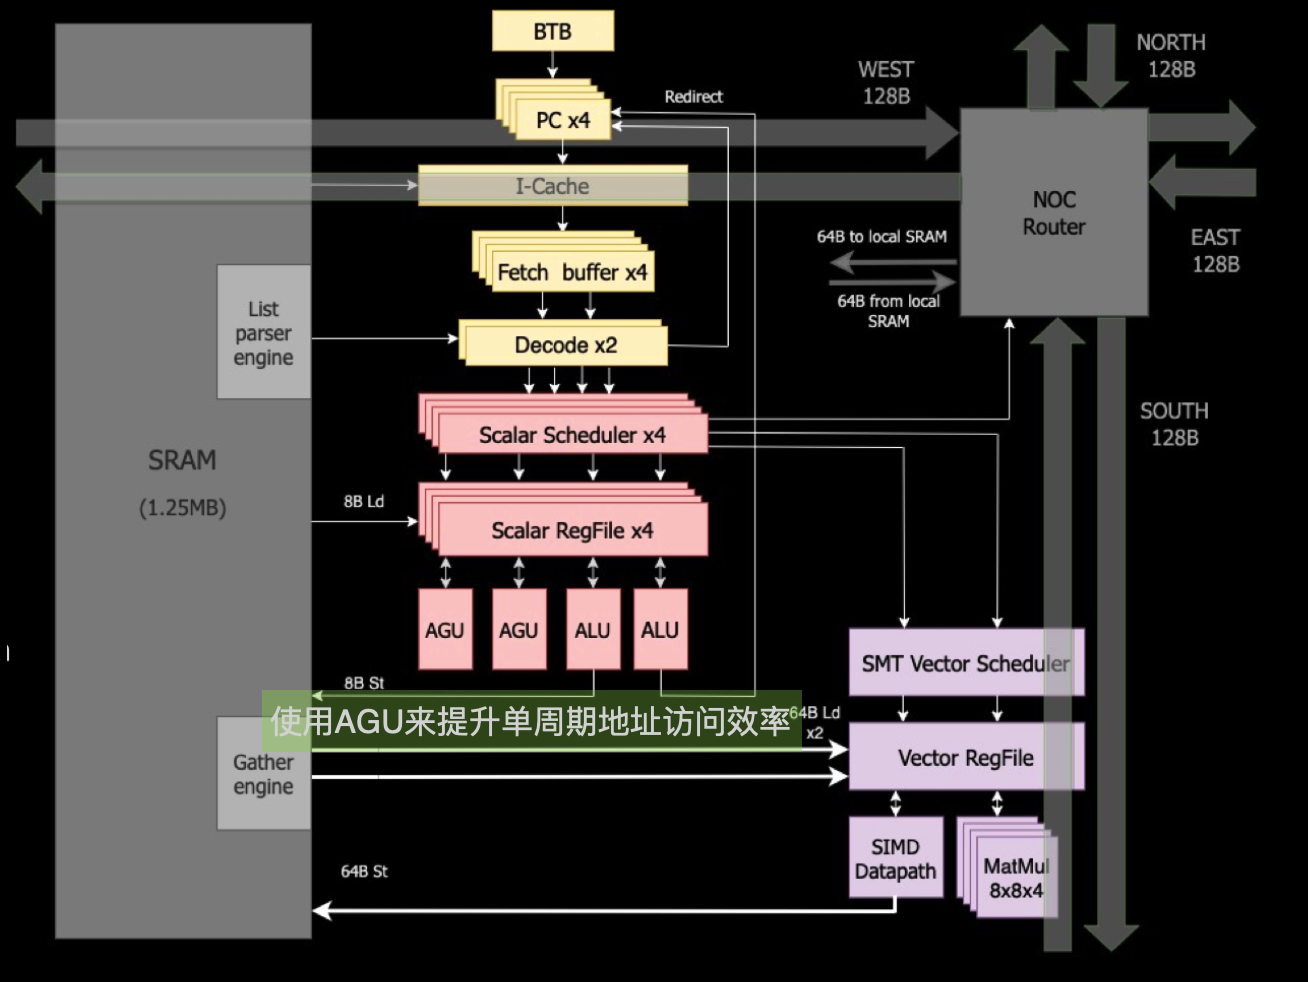 BTB
PC x4
Redirect
I-Cache
Fetch buffer x4
Decode x2
Scalar Scheduler x4
Scalar RegFile x4
AGU
AGU
ALU
ALU
8B Ld
8B St
List
parser
engine
SRAM
(1.25MB)
Gather
engine
使用AGU来提升单周期地址访问效率
64B Ld
x2
64B St
WEST
128B
NORTH
128B
NOC
Router
EAST
128B
64B to local SRAM
64B from local
SRAM
SOUTH
128B
SMT Vector Scheduler
Vector RegFile
SIMD
Datapath
MatMul
8x8x4